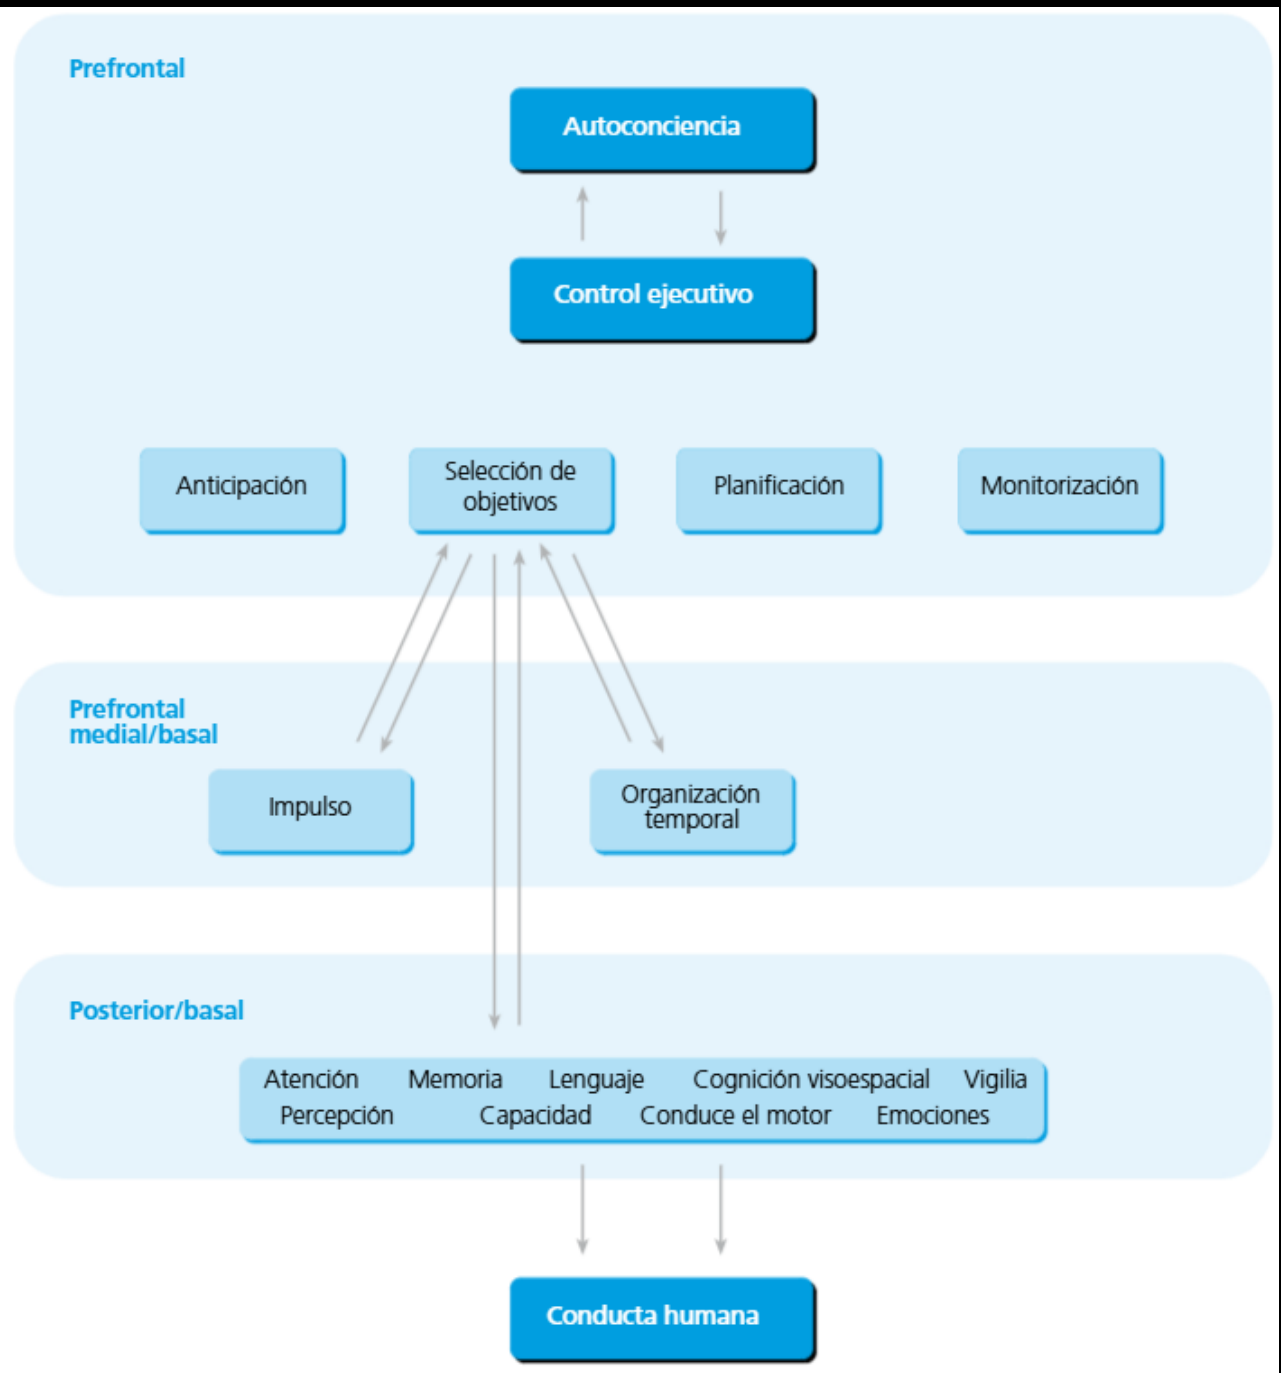 Prefrontal
Autoconciencia
Control ejecutivo
Anticipación
Selección de
objetivos
Planificación
Monitorización
Prefrontal
medial/basal
Impulso
Organización
temporal
Posterior/basal
Atención Memoria Lenguaje Cognición visoespacial Vigilia
Percepción Capacidad Conduce el motor Emociones
Conducta humana